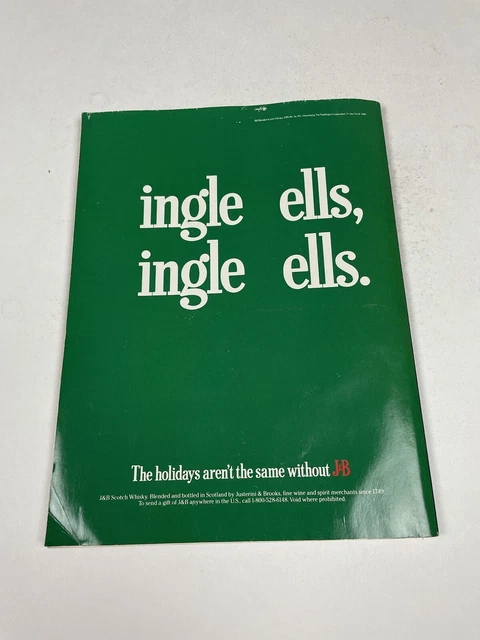 ingle ells,
ingle ells.
The holidays aren't the same without J&B
J&B Scotch Whisky. Blended and bottled in Scotland by Justerini & Brooks, fine wine and spirit merchants since 1749.
To send a gift of J&B anywhere in the U.S., call 1-800-528-6148. Void where prohibited.